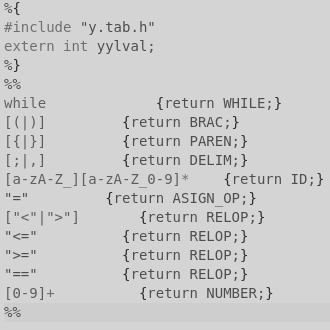 %{
#include "y.tab.h"
extern int yylval;
%}
%%
while {return WHILE;}
[(|)] {return BRAC;}
[{|}] {return PAREN;}
[;|,] {return DELIM;}
[a-zA-Z_][a-zA-Z_0-9]* {return ID;}
"=" {return ASIGN_OP;}
["<"|">"] {return RELOP;}
"<=" {return RELOP;}
">=" {return RELOP;}
"==" {return RELOP;}
[0-9]+ {return NUMBER;}
%%